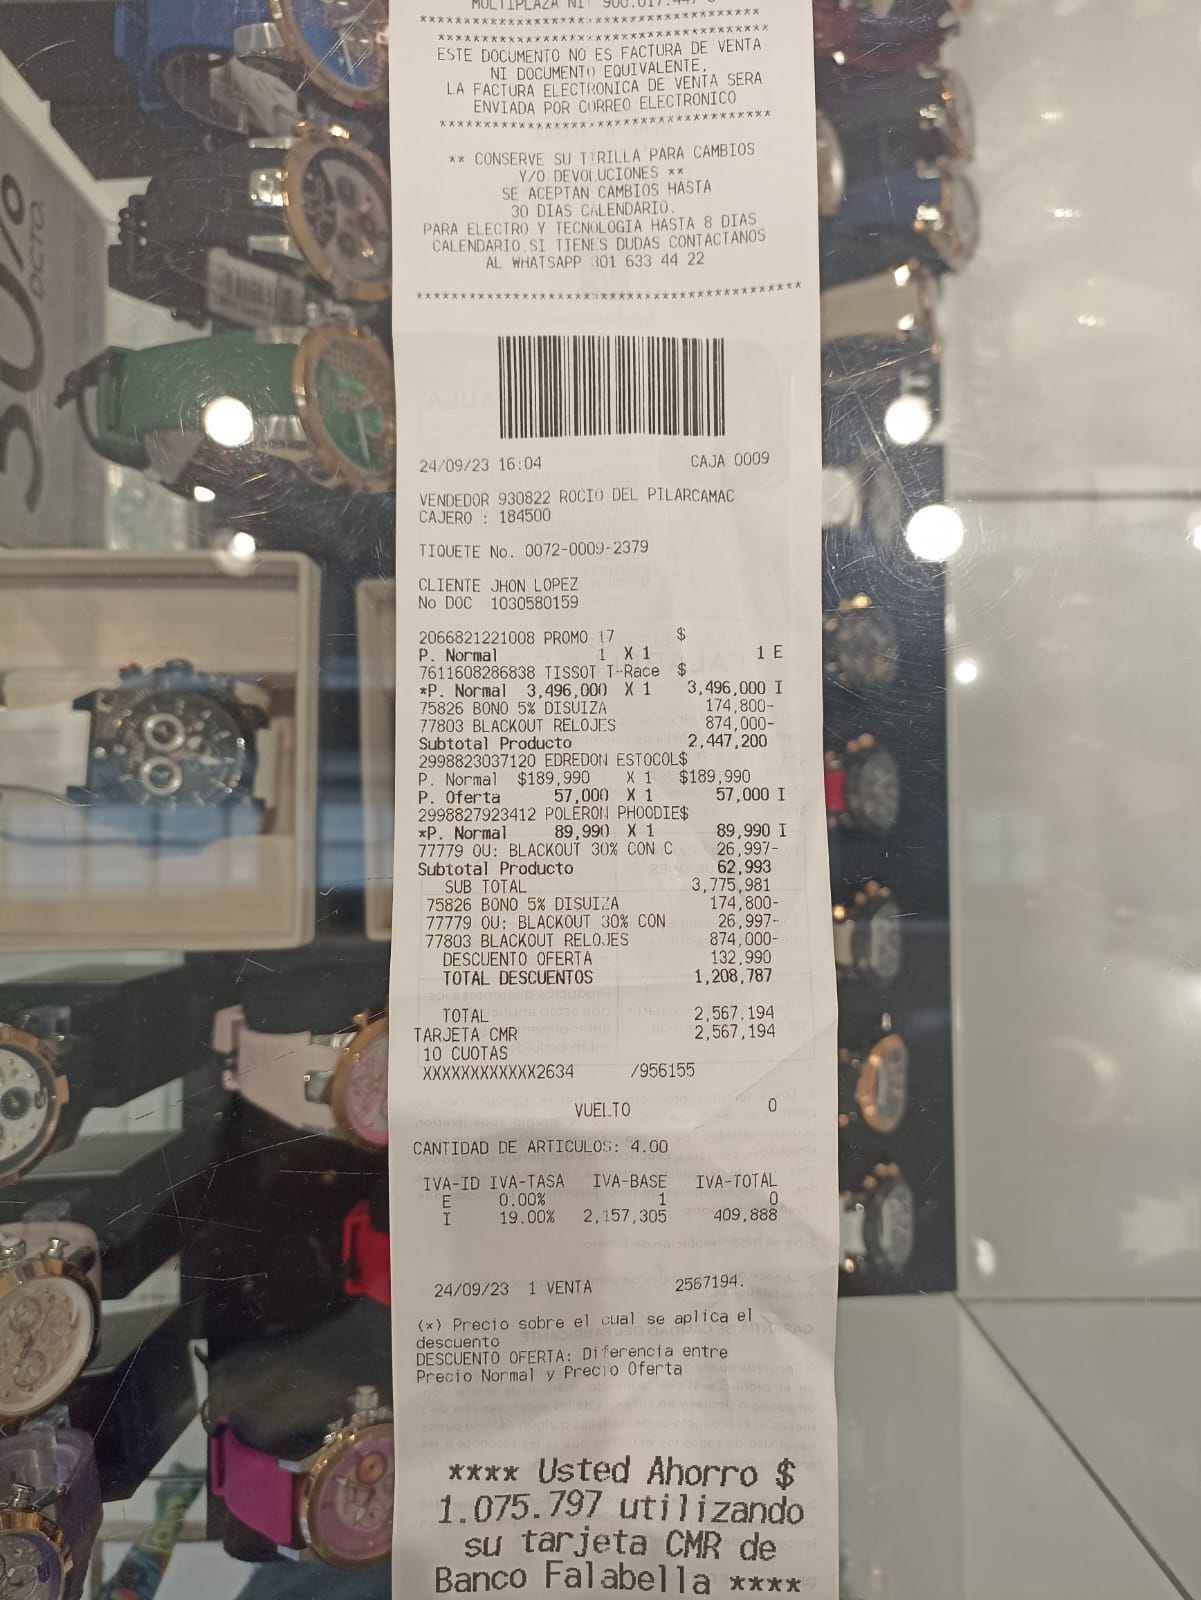 MULTIPLAZA NIT 900.017.447
************************************
************************************
ESTE DOCUMENTO NO ES FACTURA DE VENTA
NI DOCUMENTO EQUIVALENTE.
LA FACTURA ELECTRONICA DE VENTA SERA
ENVIADA POR CORREO ELECTRONICO
************************************
** CONSERVE SU TIRILLA PARA CAMBIOS
Y/O DEVOLUCIONES **
SE ACEPTAN CAMBIOS HASTA
30 DIAS CALENDARIO.
PARA ELECTRO Y TECNOLOGIA HASTA 8 DIAS
CALENDARIO.SI TIENES DUDAS CONTACTANOS
AL WHATSAPP 301 633 44 22
******************************************
30% DCTO.
24/09/23 16:04 CAJA 0009
VENDEDOR 930822 ROCIO DEL PILARCAMAC
CAJERO : 184500
TIQUETE No. 0072-0009-2379
CLIENTE JHON LOPEZ
No DOC 1030580159
2066821221008 PROMO 17 $
P. Normal 1 X 1 1 E
7611608286838 TISSOT T-Race $
*P. Normal 3,496,000 X 1 3,496,000 I
75826 BONO 5% DISUIZA 174,800-
77803 BLACKOUT RELOJES 874,000-
Subtotal Producto 2,447,200
2998823037120 EDREDON ESTOCOL$
P. Normal $189,990 X 1 $189,990
P. Oferta 57,000 X 1 57,000 I
2998827923412 POLERON PHOODIE$
*P. Normal 89,990 X 1 89,990 I
77779 OU: BLACKOUT 30% CON C 26,997-
Subtotal Producto 62,993
SUB TOTAL 3,775,981
75826 BONO 5% DISUIZA 174,800-
77779 OU: BLACKOUT 30% CON 26,997-
77803 BLACKOUT RELOJES 874,000-
DESCUENTO OFERTA 132,990
TOTAL DESCUENTOS 1,208,787
TOTAL 2,567,194
TARJETA CMR 2,567,194
10 CUOTAS
XXXXXXXXXXXX2634 /956155
VUELTO 0
CANTIDAD DE ARTICULOS: 4.00
IVA-ID IVA-TASA IVA-BASE IVA-TOTAL
E 0.00% 1 0
I 19.00% 2,157,305 409,888
24/09/23 1 VENTA 2567194.
(*) Precio sobre el cual se aplica el
descuento
DESCUENTO OFERTA: Diferencia entre
Precio Normal y Precio Oferta
**** Usted Ahorro $
1.075.797 utilizando
su tarjeta CMR de
Banco Falabella ****